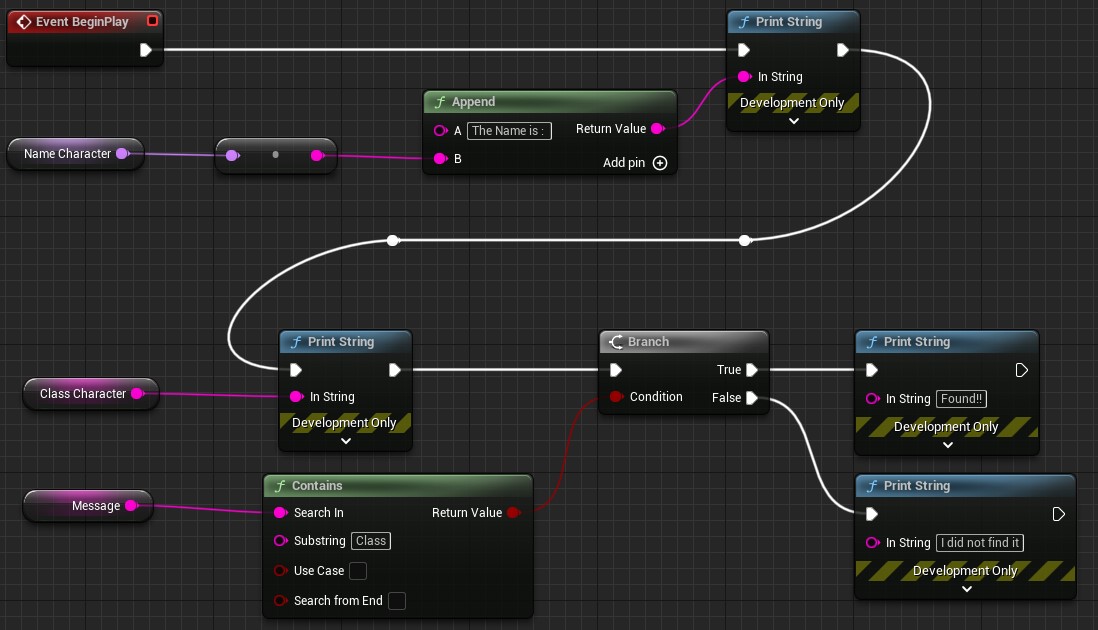 Event BeginPlay
Print String
In String
Development Only
Append
A The Name is : Return Value
B
Add pin
Name Character
Print String
In String
Development Only
Class Character
Branch
True
Condition False
Print String
In String Found!!
Development Only
Message
Contains
Search In Return Value
Substring Class
Use Case
Search from End
Print String
In String I did not find it
Development Only